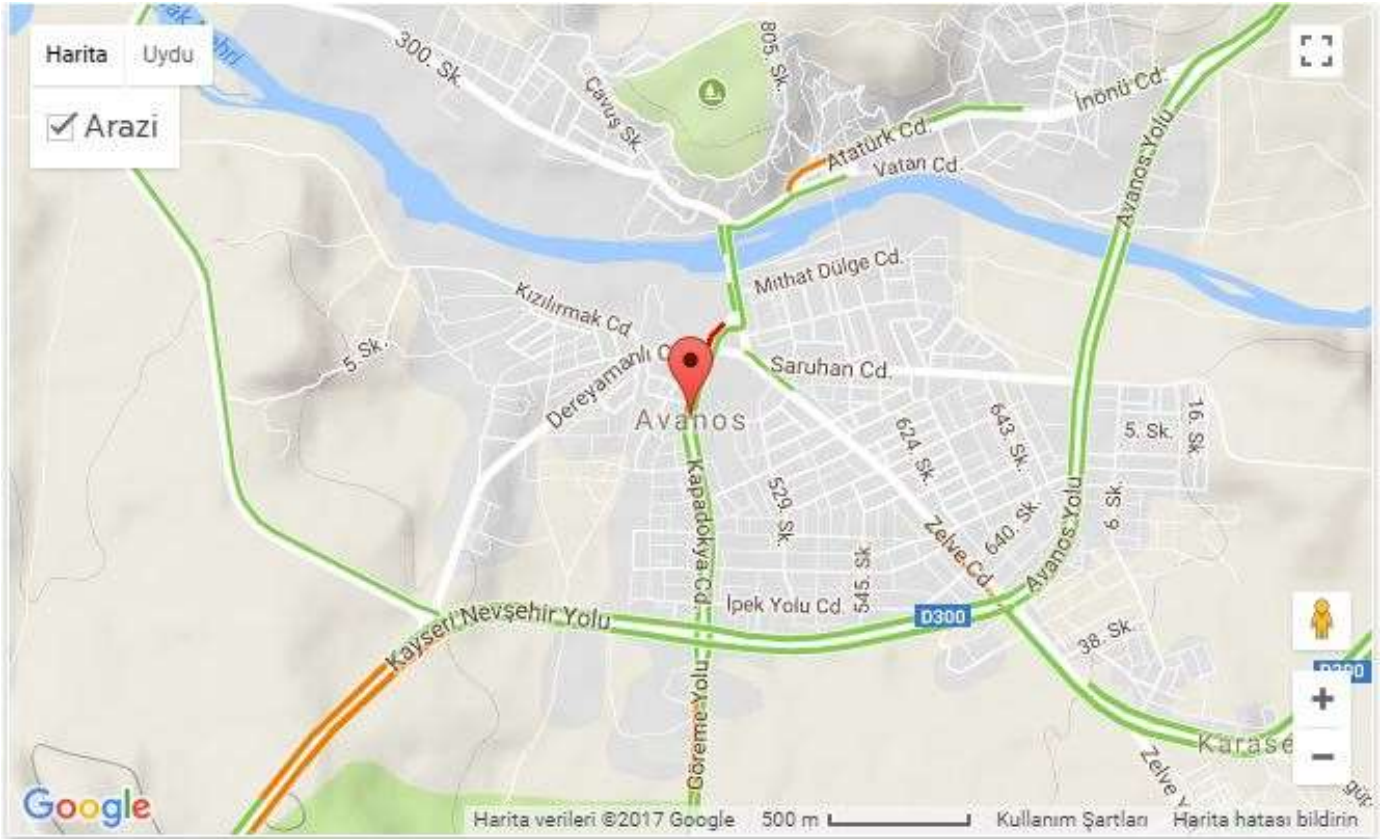 Harita Uydu
Arazi
300. Sk.
Çavuş Sk.
805. Sk.
İnönü Cd.
Atatürk Cd.
Vatan Cd.
Avanos Yolu
Mithat Dülge Cd.
Kızılırmak Cd
5. Sk.
Dereyamanlı C
Saruhan Cd.
Avanos
16. Sk.
5. Sk.
643. Sk.
624. Sk.
Kapadokya Cd.
529. Sk.
6. Sk.
640. Sk.
Zelve Cd.
Avanos Yolu
545. Sk.
İpek Yolu Cd.
D300
Kayseri Nevşehir Yolu
38. Sk.
Göreme Yolu
D300
+
Karase
−
Zelve Y
Google
Harita verileri ©2017 Google 500 m Kullanım Şartları Harita hatası bildirin